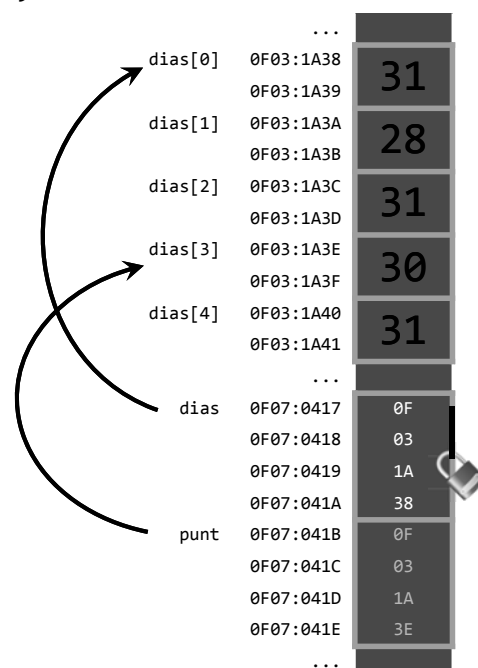 ...
dias[0] 0F03:1A38
31
0F03:1A39
dias[1] 0F03:1A3A
28
0F03:1A3B
dias[2] 0F03:1A3C
31
0F03:1A3D
dias[3] 0F03:1A3E
30
0F03:1A3F
dias[4] 0F03:1A40
31
0F03:1A41
...
dias 0F07:0417 0F
0F07:0418 03
0F07:0419 1A
0F07:041A 38
punt 0F07:041B 0F
0F07:041C 03
0F07:041D 1A
0F07:041E 3E
...